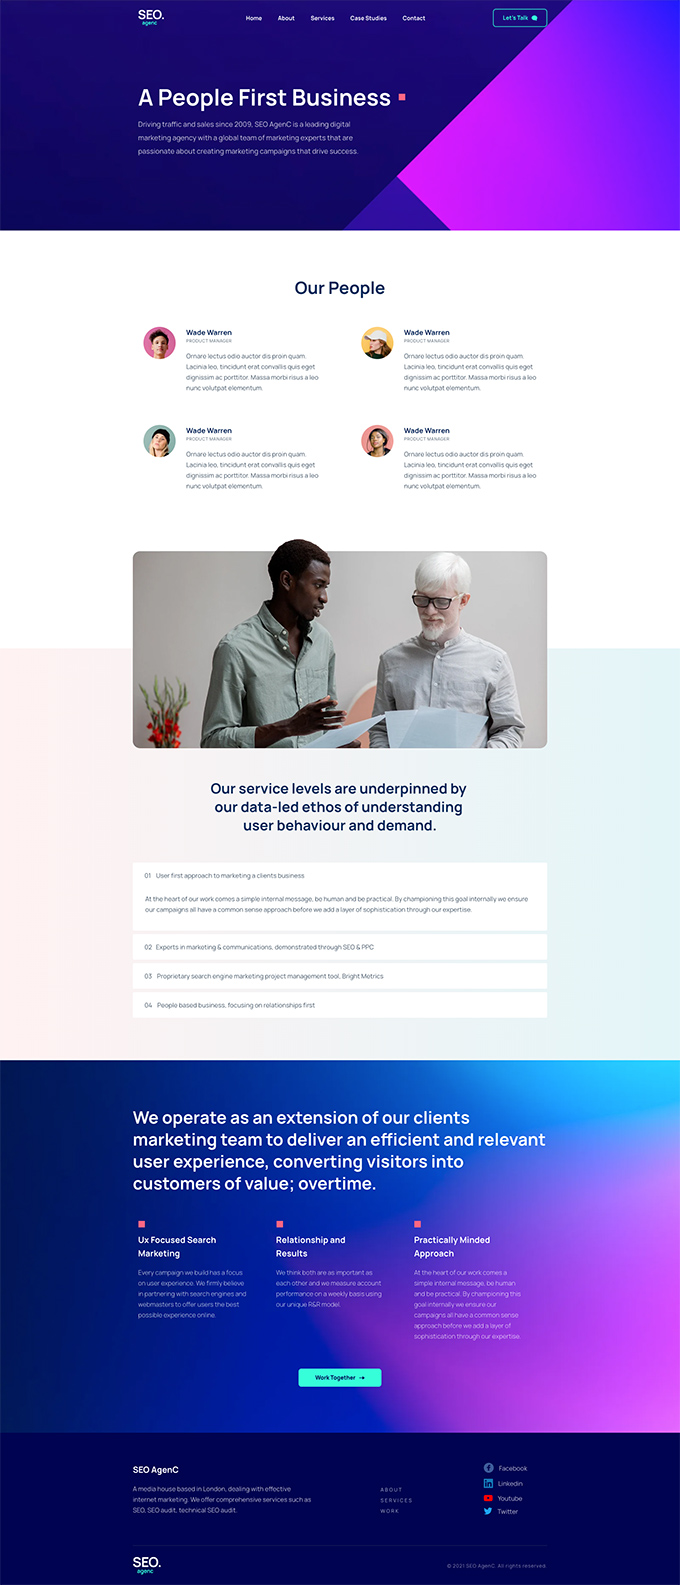 SEO.
agenc
Home About Services Case Studies Contact
Let's Talk
A People First Business
Driving traffic and sales since 2009, SEO AgenC is a leading digital
marketing agency with a global team of marketing experts that are
passionate about creating marketing campaigns that drive success.
Our People
Wade Warren
PRODUCT MANAGER
Ornare lectus odio auctor dis proin quam.
Lacinia leo, tincidunt erat convallis quis eget
dignissim ac porttitor. Massa morbi risus a leo
nunc volutpat elementum.
Wade Warren
PRODUCT MANAGER
Ornare lectus odio auctor dis proin quam.
Lacinia leo, tincidunt erat convallis quis eget
dignissim ac porttitor. Massa morbi risus a leo
nunc volutpat elementum.
Wade Warren
PRODUCT MANAGER
Ornare lectus odio auctor dis proin quam.
Lacinia leo, tincidunt erat convallis quis eget
dignissim ac porttitor. Massa morbi risus a leo
nunc volutpat elementum.
Wade Warren
PRODUCT MANAGER
Ornare lectus odio auctor dis proin quam.
Lacinia leo, tincidunt erat convallis quis eget
dignissim ac porttitor. Massa morbi risus a leo
nunc volutpat elementum.
Our service levels are underpinned by
our data-led ethos of understanding
user behaviour and demand.
01 User first approach to marketing a clients business
At the heart of our work comes a simple internal message, be human and be practical. By championing this goal internally we ensure
our campaigns all have a common sense approach before we add a layer of sophistication through our expertise.
02 Exports in marketing & communications, demonstrated through SEO & PPC
03 Proprietary search engine marketing project management tool, Bright Metrics
04 People based business, focusing on relationships first
We operate as an extension of our clients
marketing team to deliver an efficient and relevant
user experience, converting visitors into
customers of value; overtime.
Ux Focused Search
Marketing
Every campaign we build has a focus
on user experience. We firmly believe
in partnering with search engines and
webmasters to offer users the best
possible experience online.
Relationship and
Results
We think both are as important as
each other and we measure account
performance on a weekly basis using
our unique R&R model.
Practically Minded
Approach
At the heart of our work comes a
simple internal message, be human
and be practical. By championing this
goal internally we ensure our
campaigns all have a common sense
approach before we add a layer of
sophistication through our expertise.
Work Together →
SEO AgenC
A media house based in London, dealing with effective
internet marketing. We offer comprehensive services such as
SEO, SEO audit, technical SEO audit.
ABOUT
SERVICES
WORK
Facebook
Linkedin
Youtube
Twitter
SEO.
agenc
© 2021 SEO AgenC. All rights reserved.